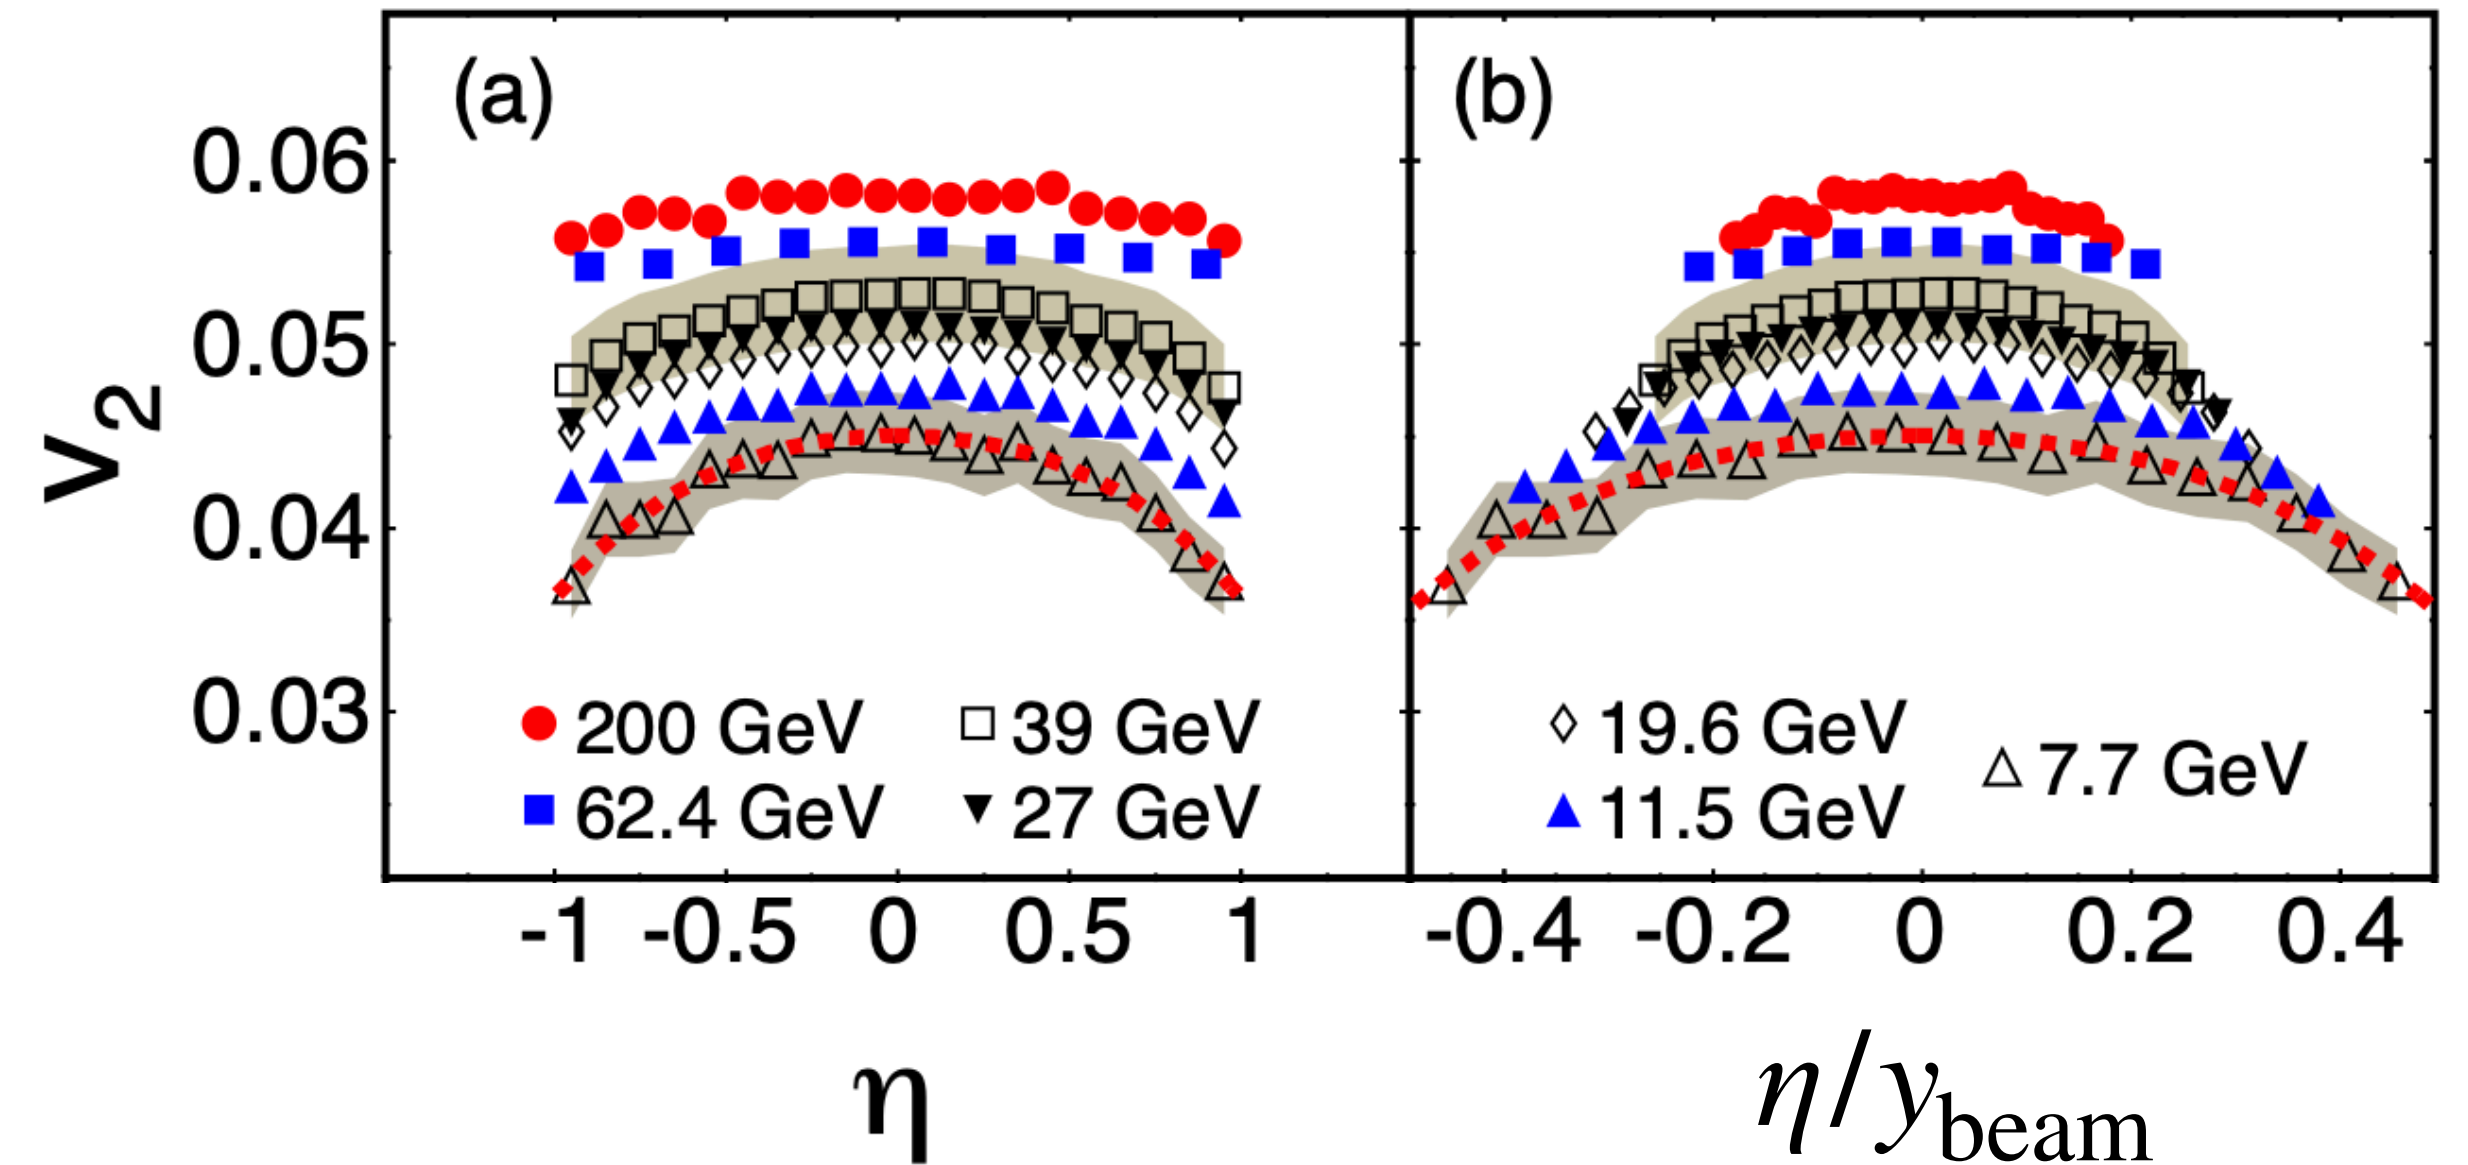 (a)
(b)
0.06
0.05
0.04
0.03
v2
200 GeV
39 GeV
62.4 GeV
27 GeV
19.6 GeV
11.5 GeV
7.7 GeV
-1 -0.5 0 0.5 1
-0.4 -0.2 0 0.2 0.4
η
η/ybeam